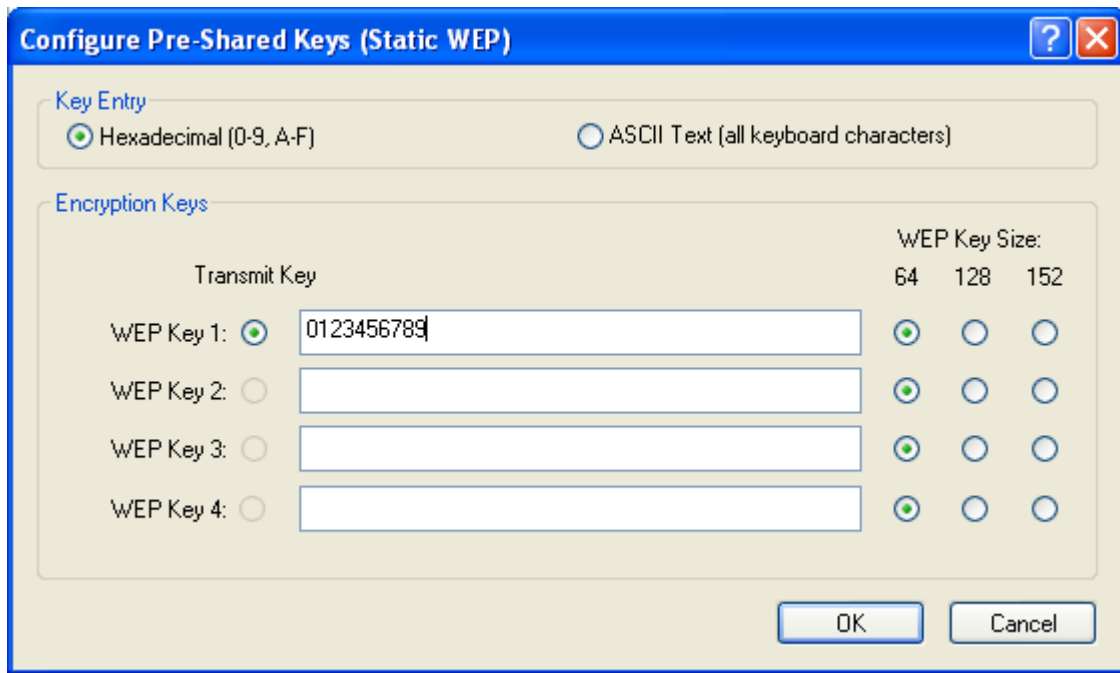 Configure Pre-Shared Keys (Static WEP)
Key Entry
Hexadecimal (0-9, A-F) ASCII Text (all keyboard characters)
Encryption Keys
WEP Key Size:
Transmit Key 64 128 152
WEP Key 1: 0123456789
WEP Key 2:
WEP Key 3:
WEP Key 4:
OK Cancel